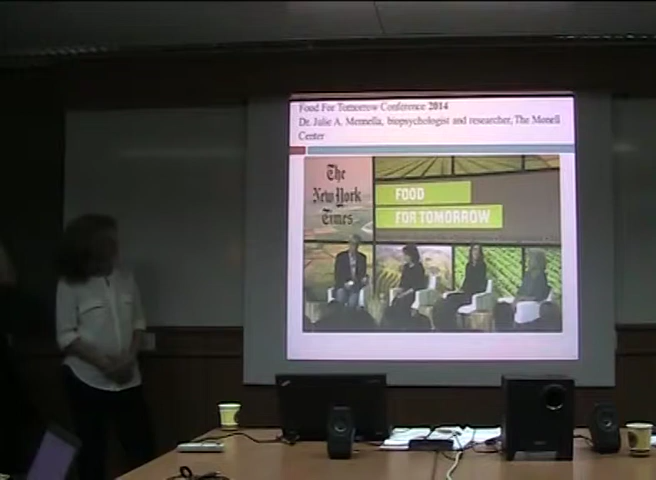 Food For Tomorrow Conference 2014
Dr. Julie A. Mennella, biopsychologist and researcher, The Monell
Center
The
New York
Times
FOOD
FOR TOMORROW